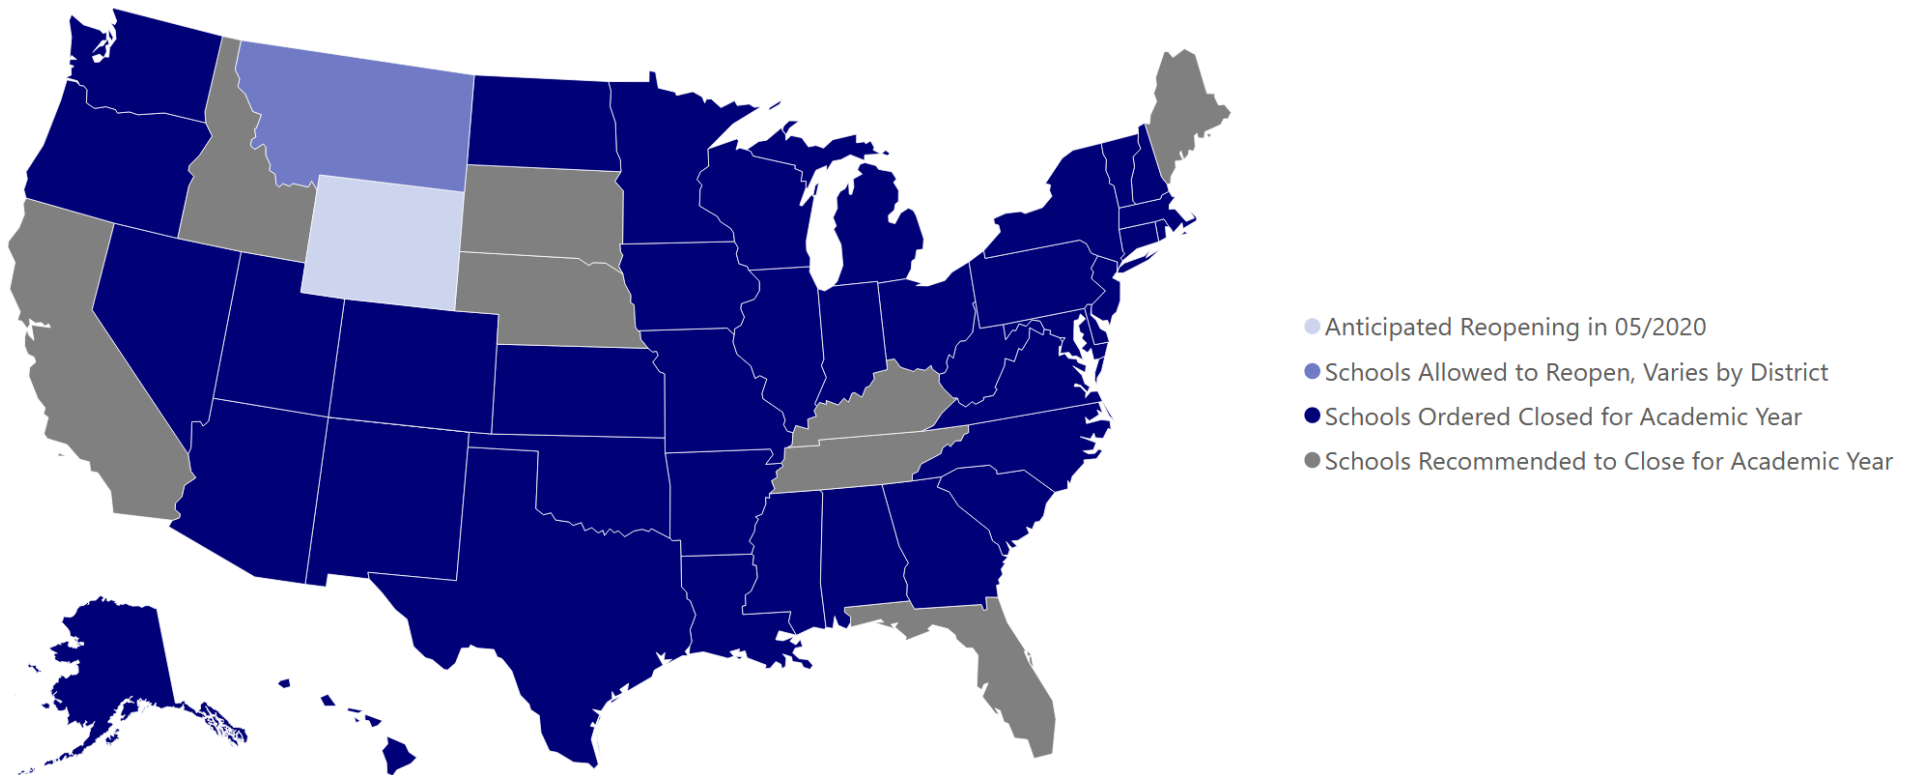 Anticipated Reopening in 05/2020
Schools Allowed to Reopen, Varies by District
Schools Ordered Closed for Academic Year
Schools Recommended to Close for Academic Year